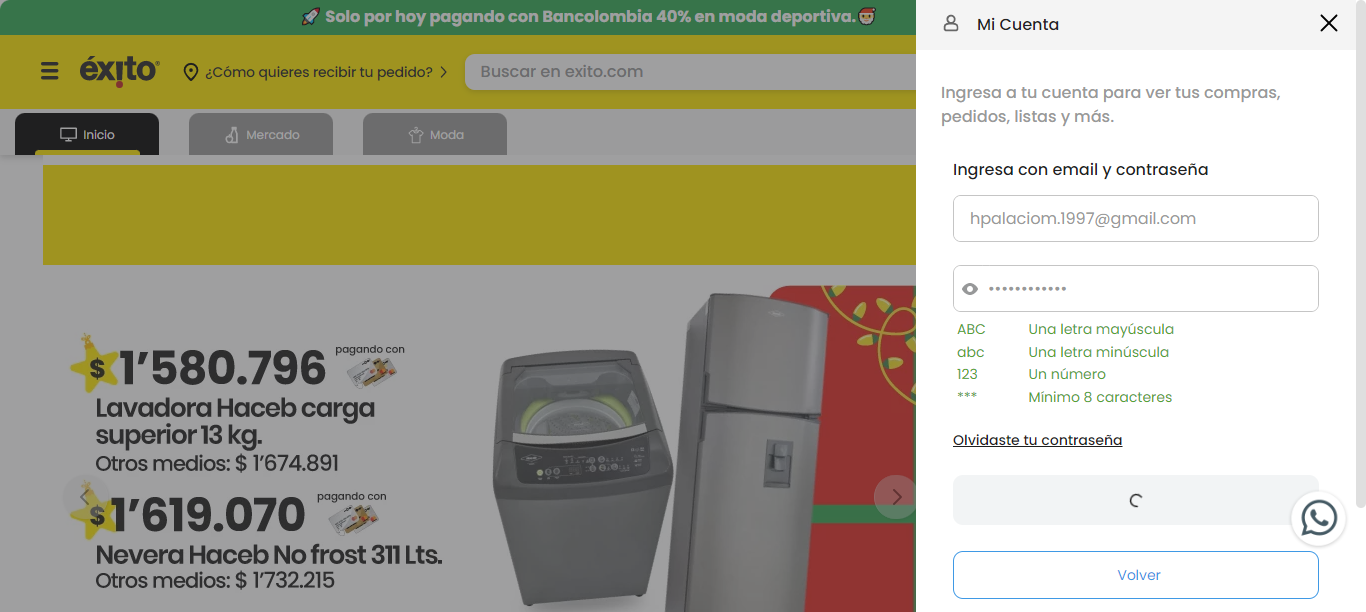 🚀 Solo por hoy pagando con Bancolombia 40% en moda deportiva.🎅
éxito
¿Cómo quieres recibir tu pedido?
Buscar en exito.com
Inicio
Mercado
Moda
$ 1’580.796
pagando con
Lavadora Haceb carga
superior 13 kg.
Otros medios: $ 1’674.891
$ 1’619.070
pagando con
Nevera Haceb No frost 311 Lts.
Otros medios: $ 1’732.215
Mi Cuenta
Ingresa a tu cuenta para ver tus compras,
pedidos, listas y más.
Ingresa con email y contraseña
hpalaciom.1997@gmail.com
••••••••••••
ABC Una letra mayúscula
abc Una letra minúscula
123 Un número
*** Mínimo 8 caracteres
Olvidaste tu contraseña
Volver